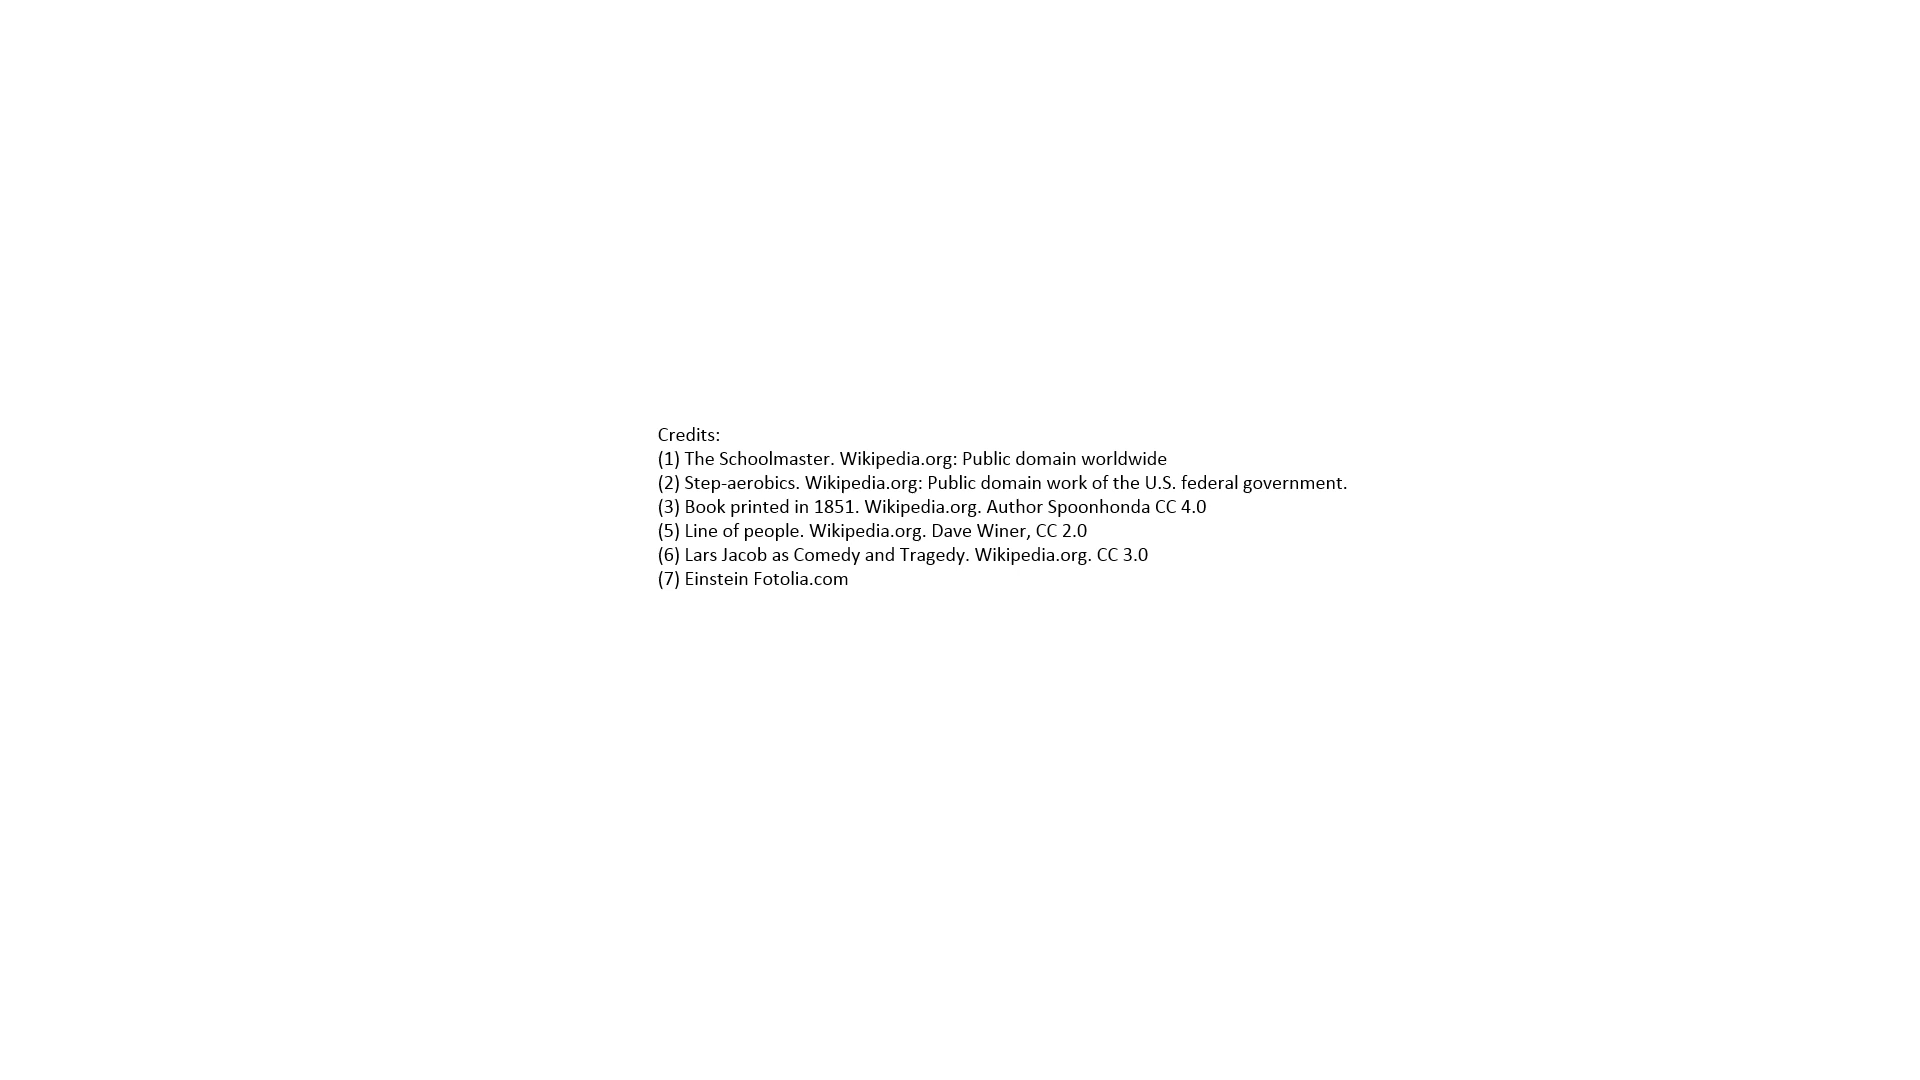 Credits:
(1) The Schoolmaster. Wikipedia.org: Public domain worldwide
(2) Step-aerobics. Wikipedia.org: Public domain work of the U.S. federal government.
(3) Book printed in 1851. Wikipedia.org. Author Spoonhonda CC 4.0
(5) Line of people. Wikipedia.org. Dave Winer, CC 2.0
(6) Lars Jacob as Comedy and Tragedy. Wikipedia.org. CC 3.0
(7) Einstein Fotolia.com